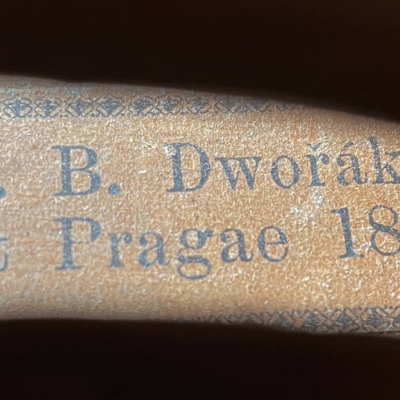 . B. Dwořák
t Pragae 18